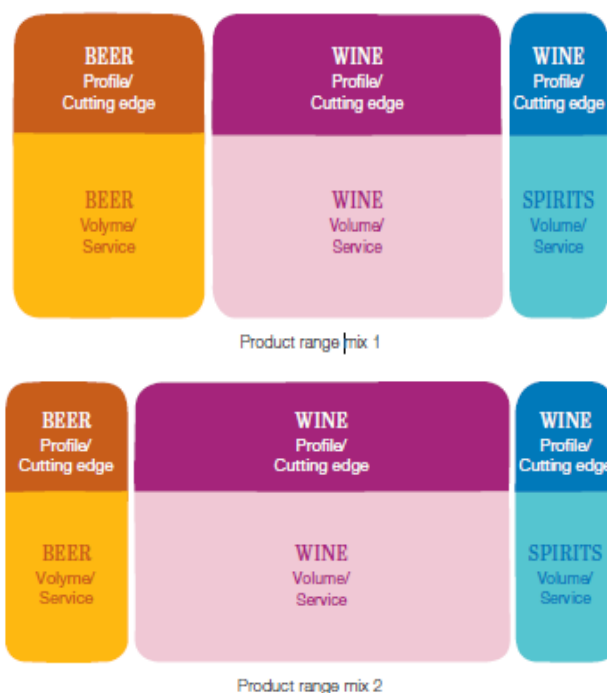 BEER
Profile/
Cutting edge
WINE
Profile/
Cutting edge
WINE
Profile/
Cutting edge
BEER
Volyme/
Service
WINE
Volume/
Service
SPIRITS
Volume/
Service
Product range mix 1
BEER
Profile/
Cutting edge
WINE
Profile/
Cutting edge
WINE
Profile/
Cutting edge
BEER
Volyme/
Service
WINE
Volume/
Service
SPIRITS
Volume/
Service
Product range mix 2